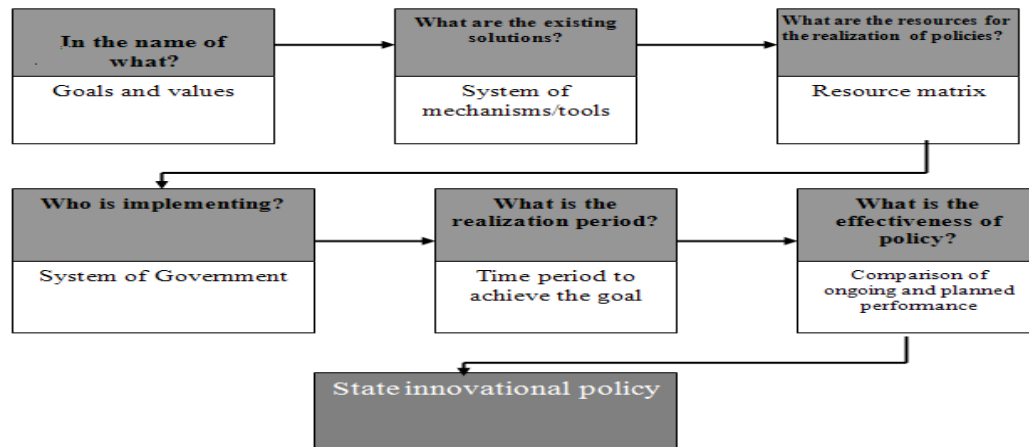 In the name of
what?
Goals and values
What are the existing
solutions?
System of
mechanisms/tools
What are the resources for
the realization of policies?
Resource matrix
Who is implementing?
System of Government
What is the
realization period?
Time period to
achieve the goal
What is the
effectiveness of
policy?
Comparison of
ongoing and planned
performance
State innovational policy